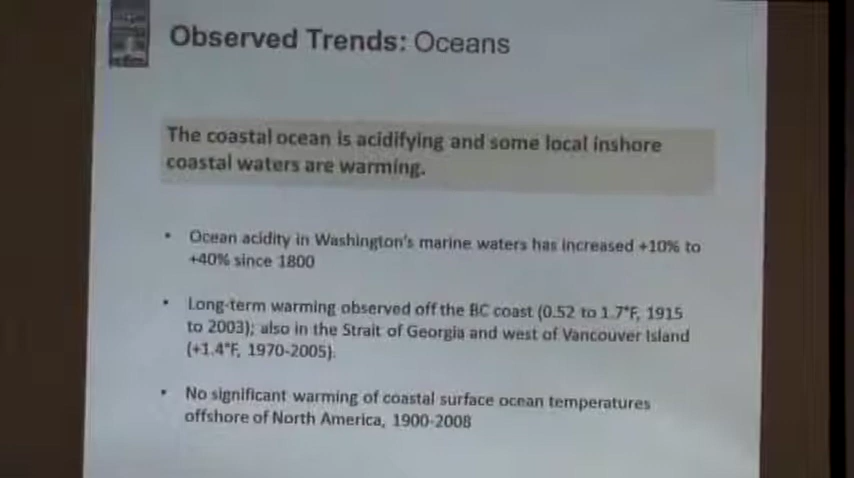 Observed Trends: Oceans
The coastal ocean is acidifying and some local inshore
coastal waters are warming.
• Ocean acidity in Washington's marine waters has increased +10% to
+40% since 1800
• Long-term warming observed off the BC coast (0.52 to 1.7°F, 1915
to 2003); also in the Strait of Georgia and west of Vancouver Island
(+1.4°F, 1970-2005).
• No significant warming of coastal surface ocean temperatures
offshore of North America, 1900-2008